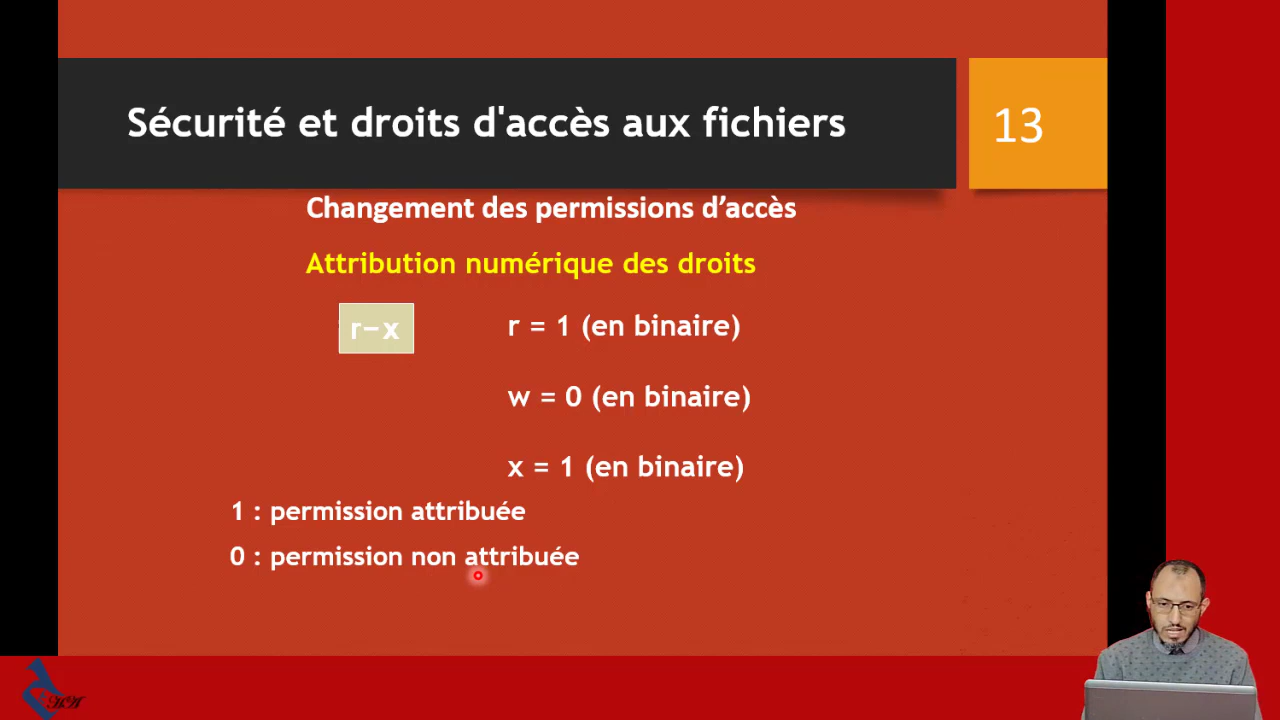 Sécurité et droits d'accès aux fichiers
13
Changement des permissions d’accès
Attribution numérique des droits
r–x
r = 1 (en binaire)
w = 0 (en binaire)
x = 1 (en binaire)
1 : permission attribuée
0 : permission non attribuée